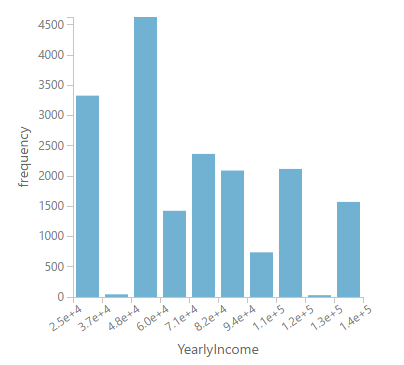 4500
4000
3500
3000
2500
2000
1500
1000
500
0
frequency
2.5e+4
3.7e+4
4.8e+4
6.0e+4
7.1e+4
8.2e+4
9.4e+4
1.1e+5
1.2e+5
1.3e+5
1.4e+5
YearlyIncome